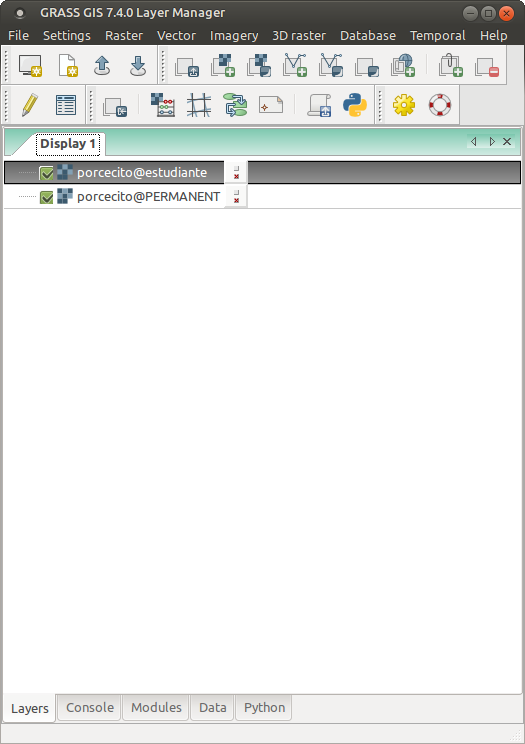 GRASS GIS 7.4.0 Layer Manager
File Settings Raster Vector Imagery 3D raster Database Temporal Help
Display 1
porcecito@estudiante
porcecito@PERMANENT
Layers Console Modules Data Python